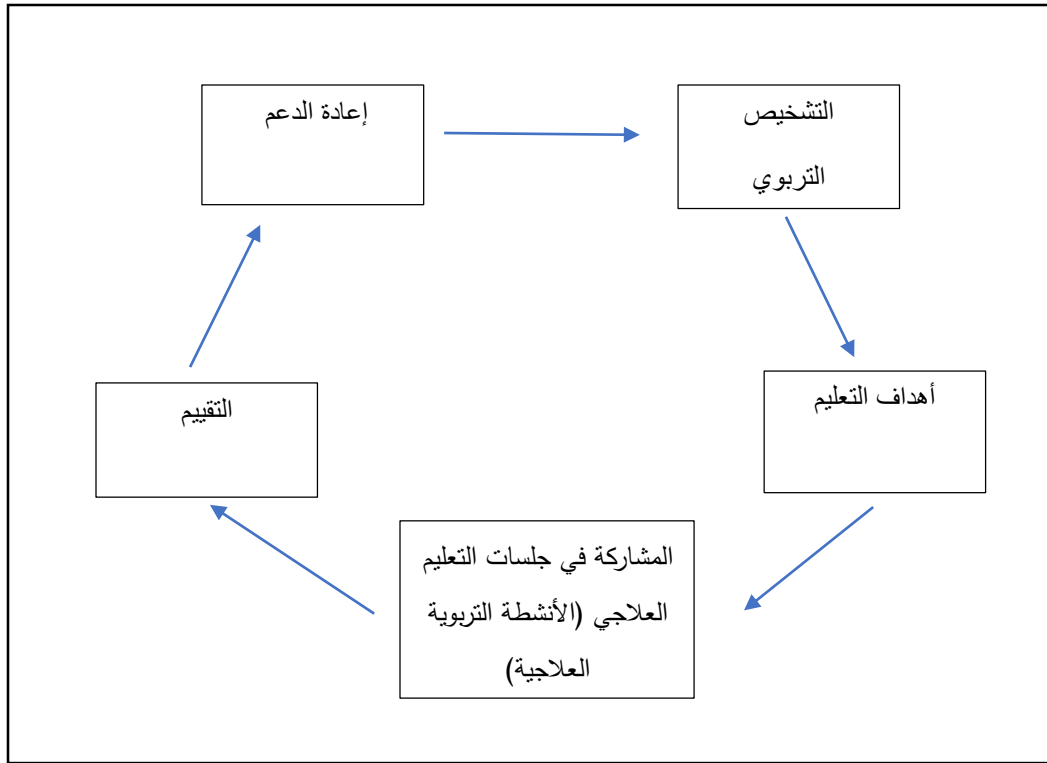 إعادة الدعم
التشخيص
التربوي
أهداف التعليم
المشاركة في جلسات التعليم
العلاجي (الأنشطة التربوية
العلاجية)
التقييم